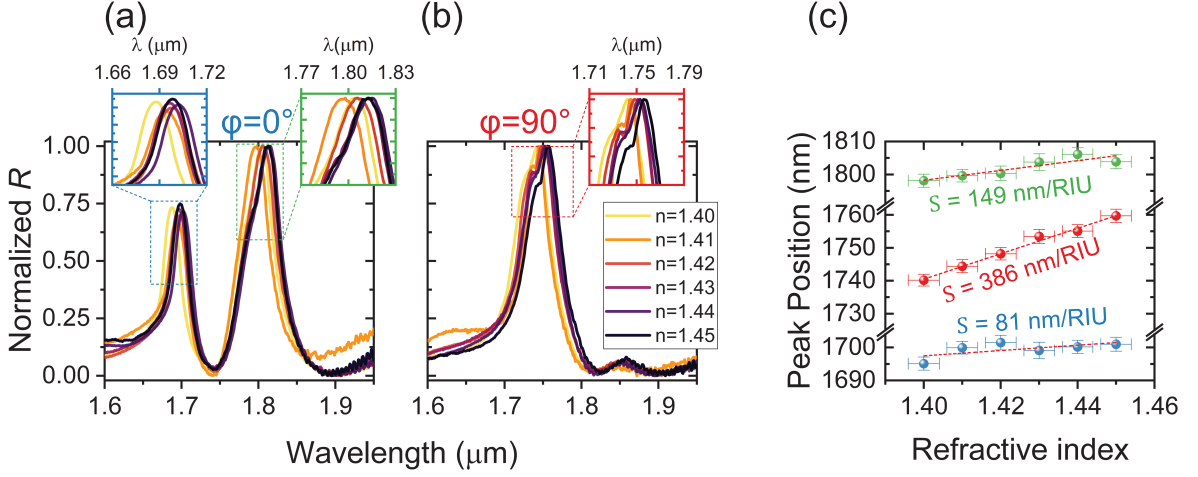 (a)
(b)
(c)
λ (μm)
1.66 1.69 1.72
λ(μm)
1.77 1.80 1.83
λ(μm)
1.71 1.75 1.79
φ=0°
φ=90°
Normalized R
1.00
0.75
0.50
0.25
0.00
1.6 1.7 1.8 1.9
1.6 1.7 1.8 1.9
Wavelength (μm)
n=1.40
n=1.41
n=1.42
n=1.43
n=1.44
n=1.45
Peak Position (nm)
1810
1800
1760
1740
1730
1700
1690
S = 149 nm/RIU
S = 386 nm/RIU
S = 81 nm/RIU
1.40 1.42 1.44 1.46
Refractive index